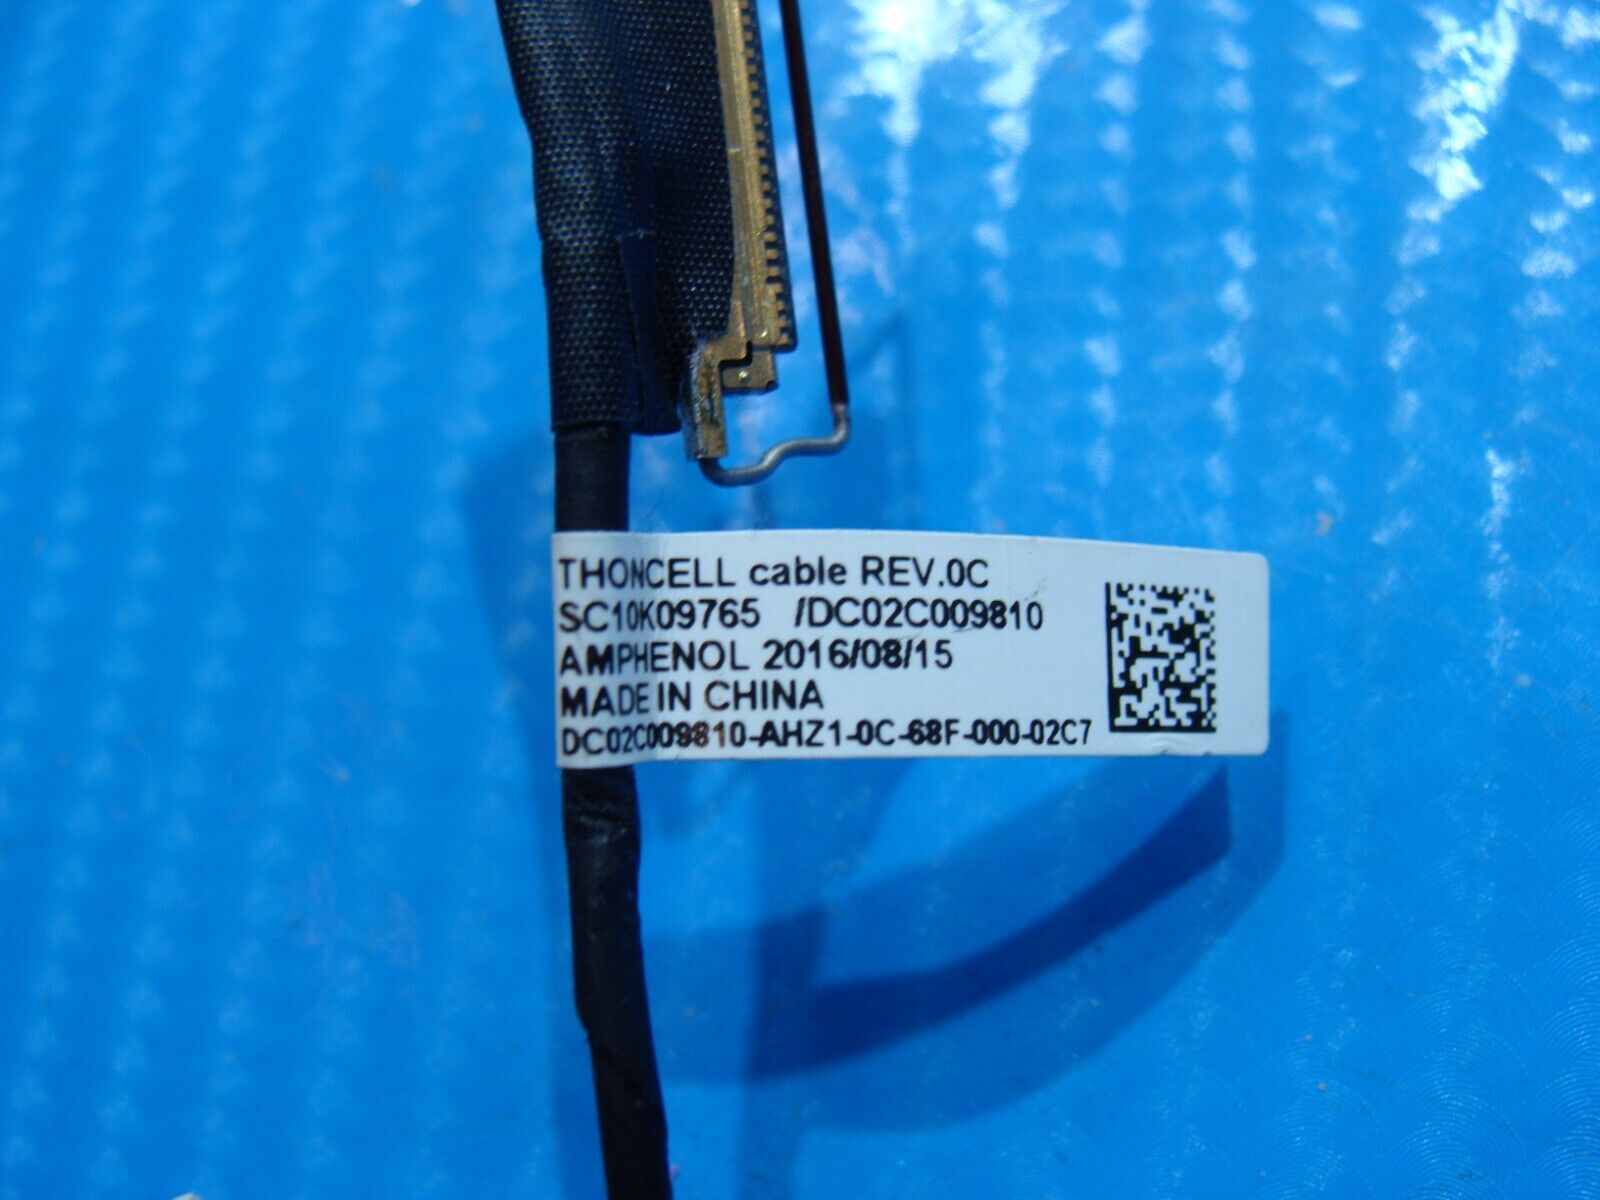 THONCELL cable REV.0C
SC10K09765 /DC02C009810
AMPHENOL 2016/08/15
MADE IN CHINA
DC02C009810-AHZ1-0C-68F-000-02C7